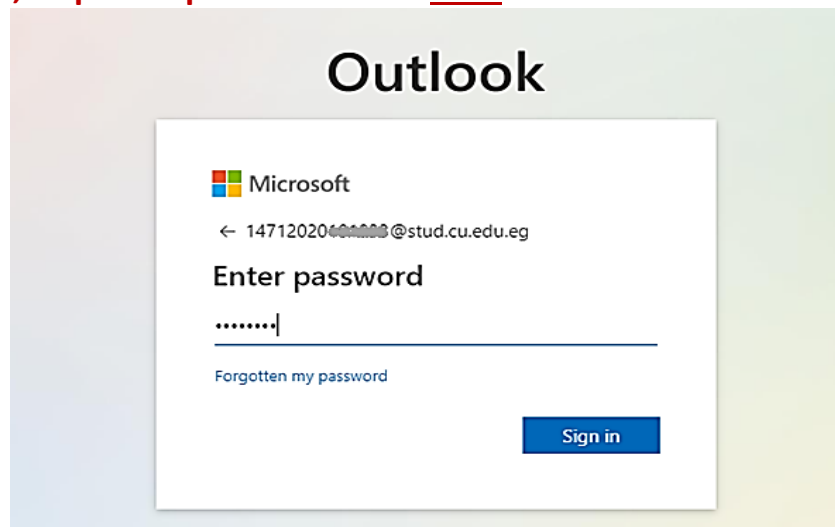 Outlook
Microsoft
← 14712020@stud.cu.edu.eg
Enter password
Forgotten my password
Sign in